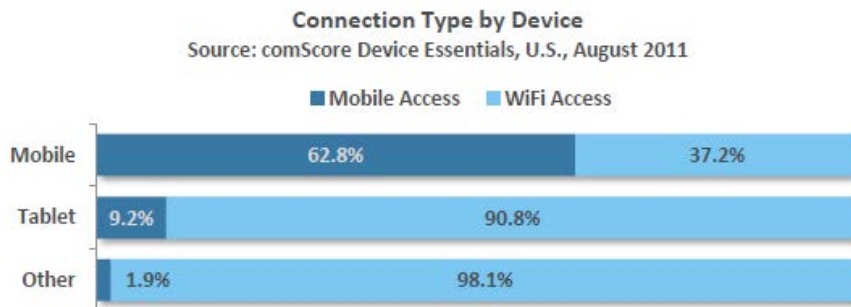 Connection Type by Device
Source: comScore Device Essentials, U.S., August 2011
Mobile Access WiFi Access
Mobile 62.8% 37.2%
Tablet 9.2% 90.8%
Other 1.9% 98.1%